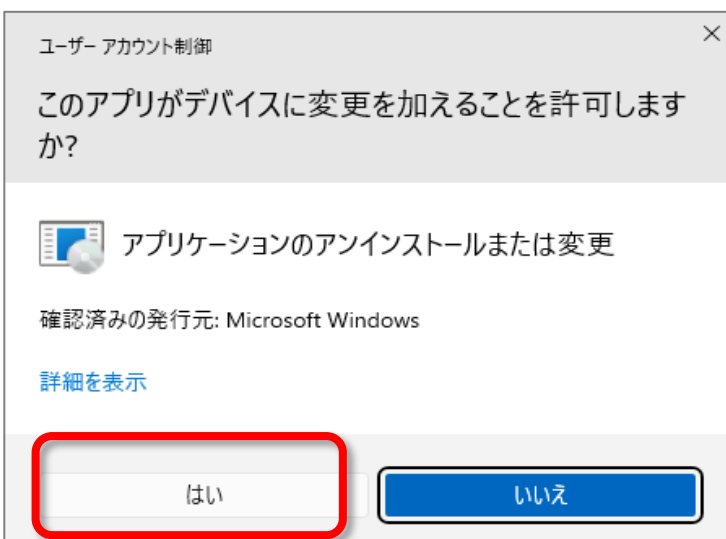 ユーザー アカウント制御
このアプリがデバイスに変更を加えることを許可します
か?
アプリケーションのアンインストールまたは変更
確認済みの発行元: Microsoft Windows
詳細を表示
はい
いいえ